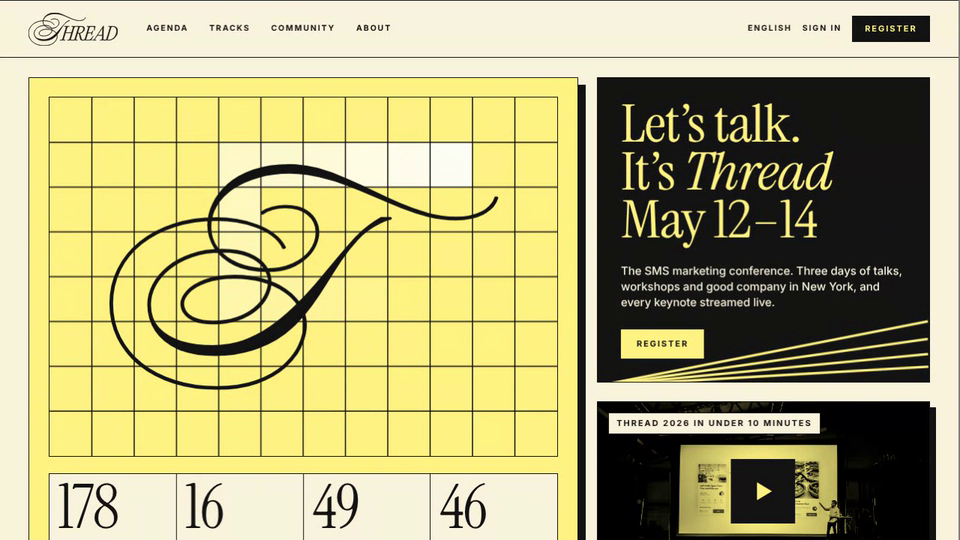 THREAD
AGENDA TRACKS COMMUNITY ABOUT
ENGLISH SIGN IN REGISTER
T
178 16 49 46
Let’s talk.
It’s Thread
May 12–14
The SMS marketing conference. Three days of talks,
workshops and good company in New York, and
every keynote streamed live.
REGISTER
THREAD 2026 IN UNDER 10 MINUTES